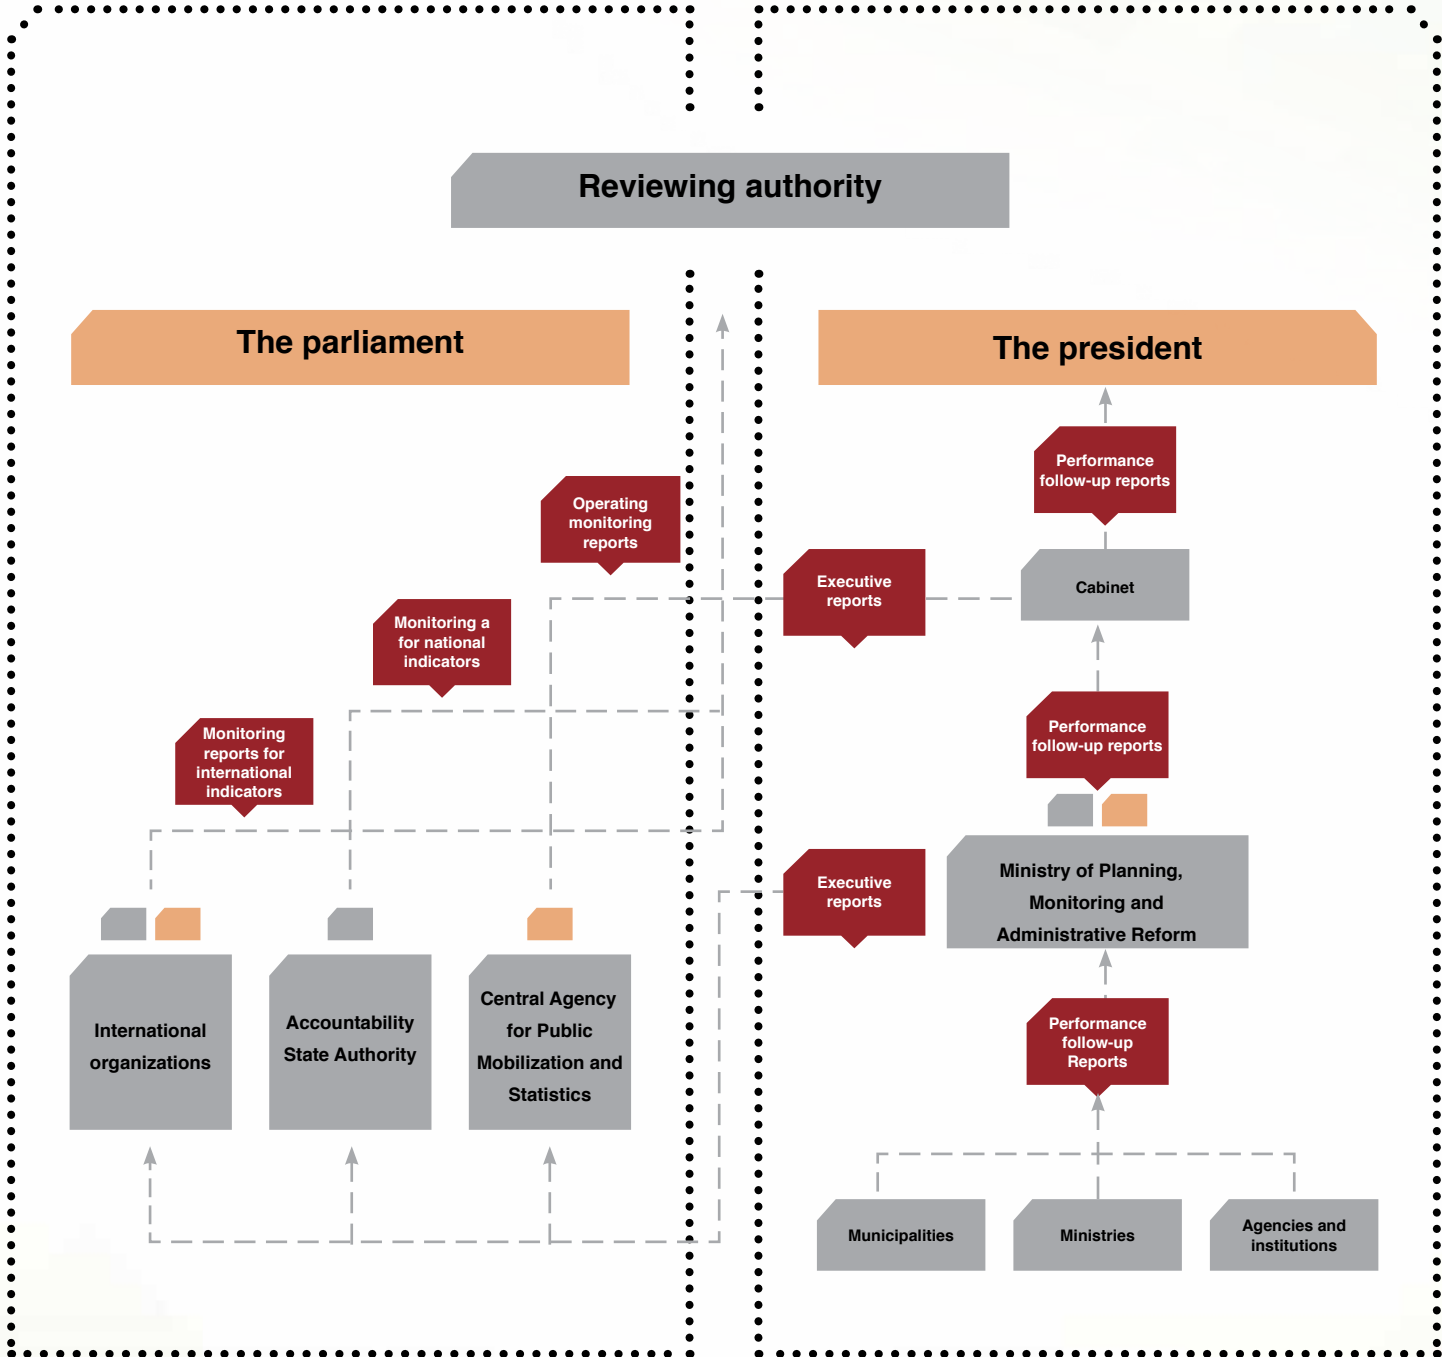 Reviewing authority
The parliament
The president
Performance
follow-up reports
Operating
monitoring
reports
Executive
reports
Cabinet
Monitoring a
for national
indicators
Monitoring
reports for
international
indicators
Performance
follow-up reports
Executive
reports
Ministry of Planning,
Monitoring and
Administrative Reform
International
organizations
Accountability
State Authority
Central Agency
for Public
Mobilization and
Statistics
Performance
follow-up
Reports
Municipalities
Ministries
Agencies and
institutions